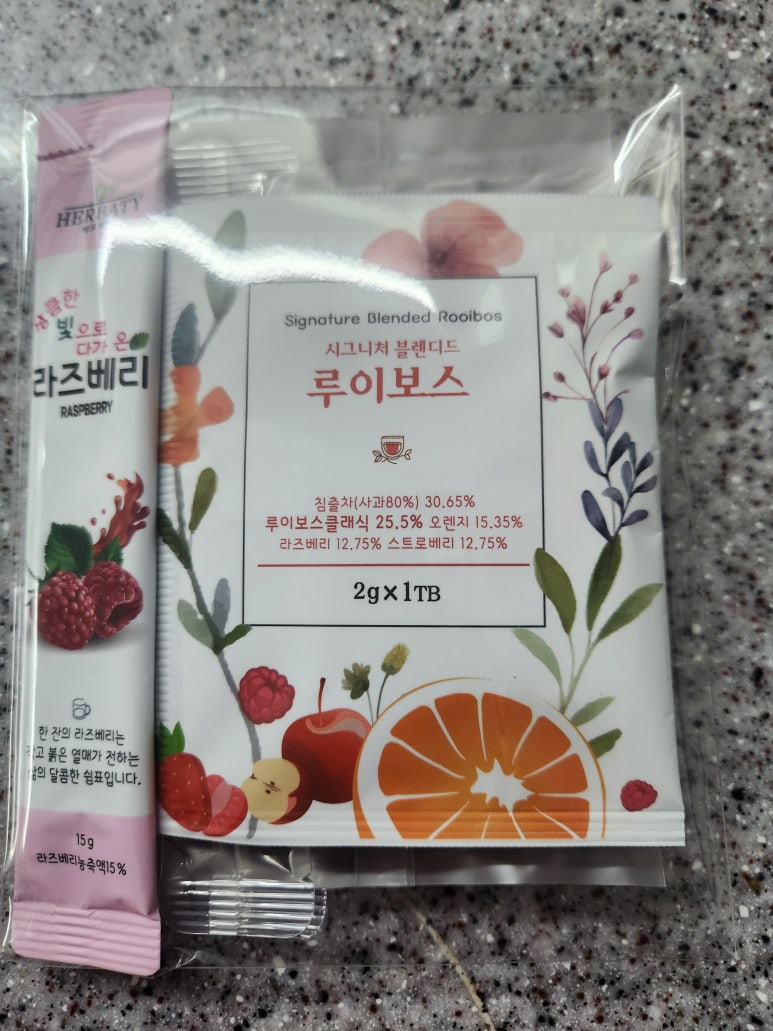 HERBATY
빛으로
다가 온
라즈베리
RASPBERRY
한 잔의 라즈베리는
붉은 열매가 전하는
달콤한 쉼표입니다.
15g
라즈베리농축액15%
Signature Blended Rooibos
시그니처 블렌디드
루이보스
침출차(사과80%) 30.65%
루이보스클래식 25.5% 오렌지 15.35%
라즈베리 12.75% 스트로베리 12.75%
2g×1TB